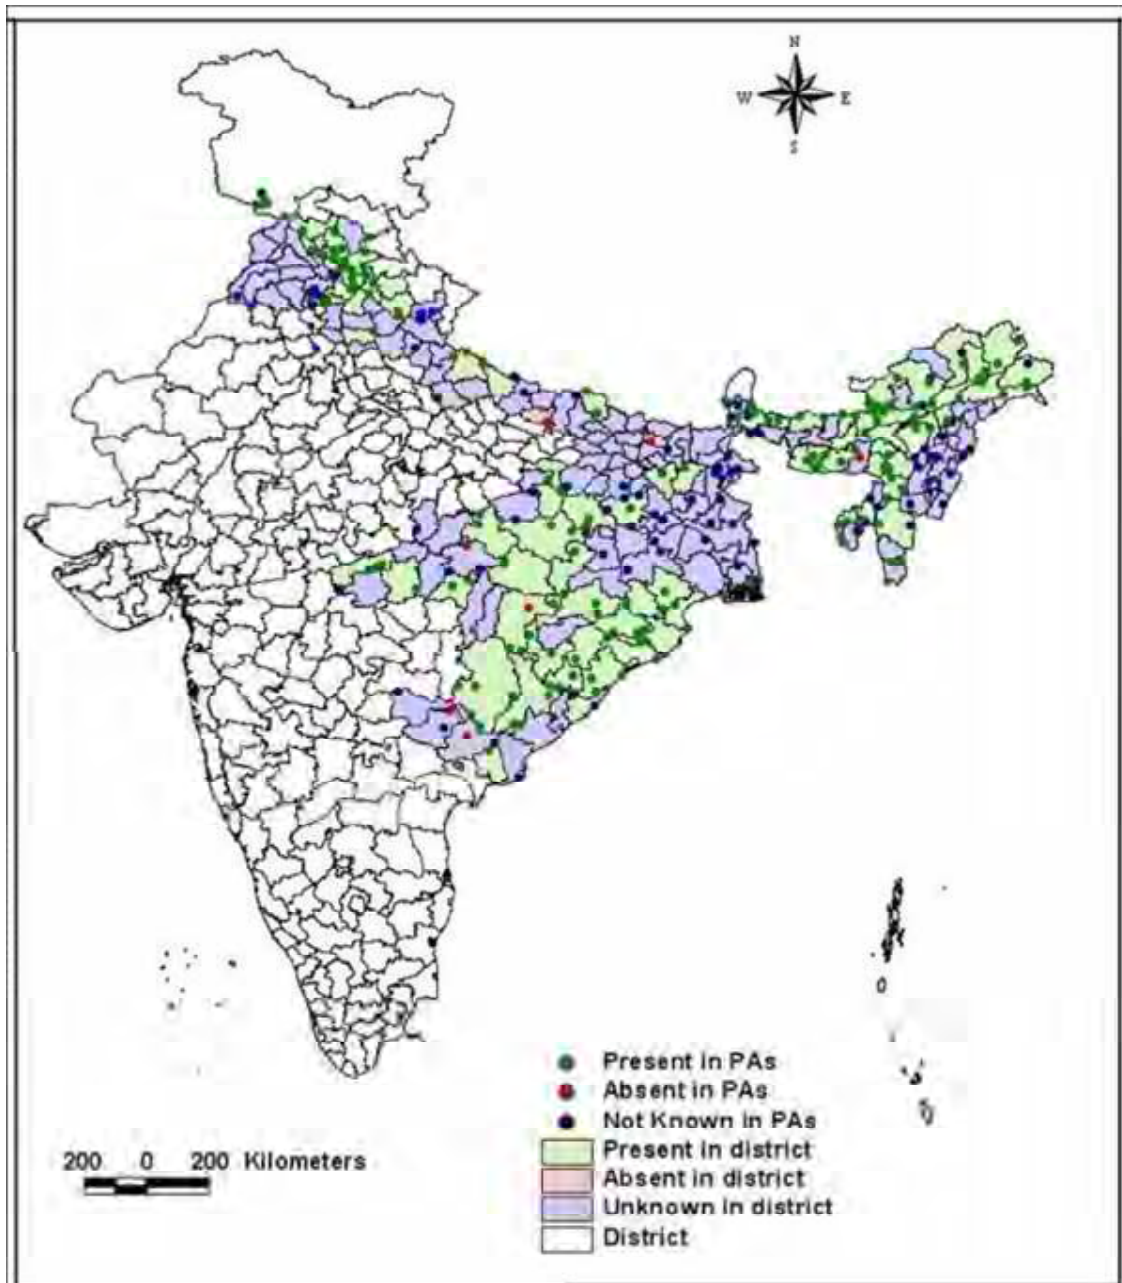 N
W E
S
Present in PAs
Absent in PAs
Not Known in PAs
Present in district
200 0 200 Kilometers
Absent in district
Unknown in district
District